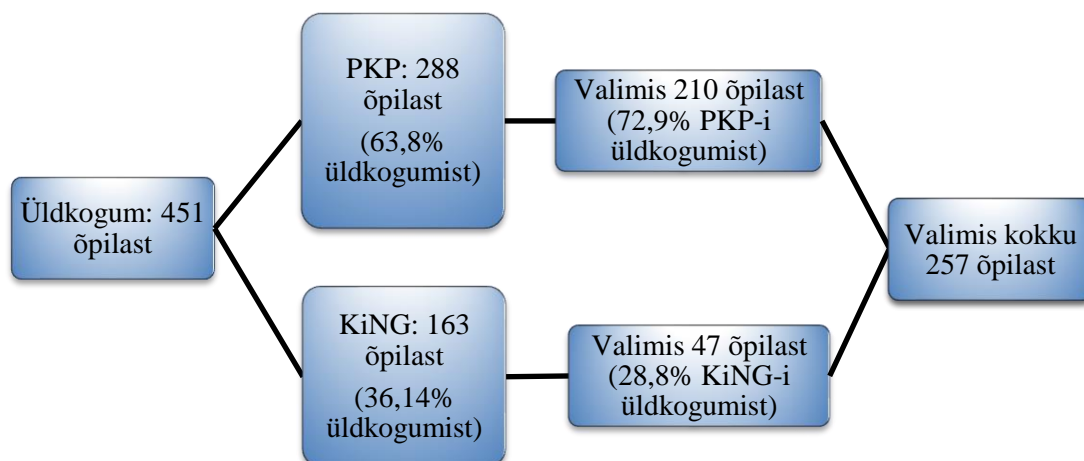 Üldkogum: 451
õpilast
PKP: 288
õpilast
(63,8%
üldkogumist)
Valimis 210 õpilast
(72,9% PKP-i
üldkogumist)
KiNG: 163
õpilast
(36,14%
üldkogumist)
Valimis 47 õpilast
(28,8% KiNG-i
üldkogumist)
Valimis kokku
257 õpilast